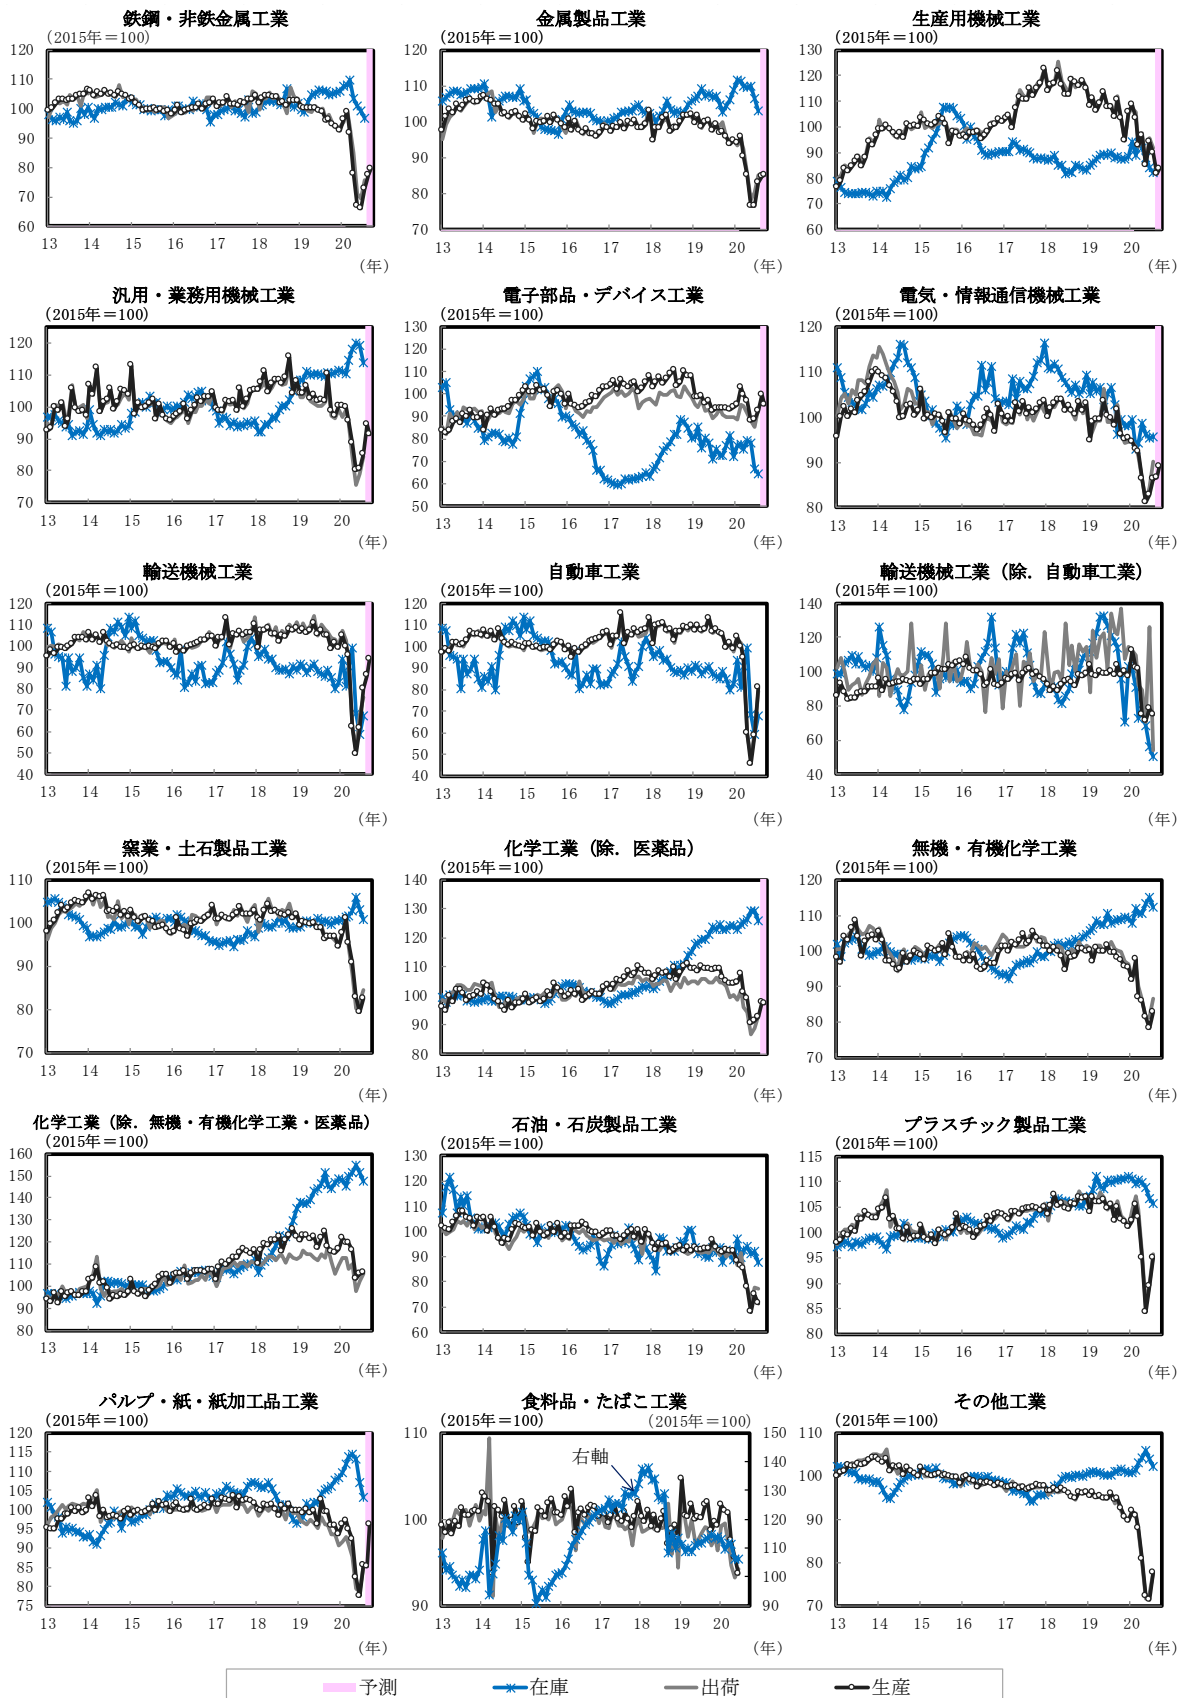 鉄鋼・非鉄金属工業 金属製品工業 生産用機械工業
(2015年＝100) (2015年＝100) (2015年＝100)
120 120 130
110 110 120
100 100 110
90 90 100
80 80 90
70 70 80
60 70
60
13 14 15 16 17 18 19 20 13 14 15 16 17 18 19 20 13 14 15 16 17 18 19 20
(年) (年) (年)
汎用・業務用機械工業 電子部品・デバイス工業 電気・情報通信機械工業
(2015年＝100) (2015年＝100) (2015年＝100)
120 130 120
110 120 110
100 110 100
90 100 90
80 90 80
70 80
70
60
50
13 14 15 16 17 18 19 20 13 14 15 16 17 18 19 20 13 14 15 16 17 18 19 20
(年) (年) (年)
輸送機械工業 自動車工業 輸送機械工業（除．自動車工業）
(2015年＝100) (2015年＝100) (2015年＝100)
120 120 140
110 110 120
100 100 100
90 90 80
80 80 60
70 70 40
60 60
50 50
40 40
13 14 15 16 17 18 19 20 13 14 15 16 17 18 19 20 13 14 15 16 17 18 19 20
(年) (年) (年)
窯業・土石製品工業 化学工業（除．医薬品） 無機・有機化学工業
(2015年＝100) (2015年＝100) (2015年＝100)
110 140 120
100 130 110
90 120 100
80 110 90
70 100 80
90 70
80
13 14 15 16 17 18 19 20 13 14 15 16 17 18 19 20 13 14 15 16 17 18 19 20
(年) (年) (年)
化学工業（除．無機・有機化学工業・医薬品） 石油・石炭製品工業 プラスチック製品工業
(2015年＝100) (2015年＝100) (2015年＝100)
160 130 115
150 120 110
140 110 105
130 100 100
120 90 95
110 80 90
100 70 85
90 60 80
80
13 14 15 16 17 18 19 20 13 14 15 16 17 18 19 20 13 14 15 16 17 18 19 20
(年) (年) (年)
パルプ・紙・紙加工品工業 食料品・たばこ工業 その他工業
(2015年＝100) (2015年＝100) (2015年＝100) (2015年＝100)
120 110 150 110
115 100 140 100
110 90 130 90
105 120 80
100 110 70
95 100
90 90
85
80
75
右軸
13 14 15 16 17 18 19 20 13 14 15 16 17 18 19 20 13 14 15 16 17 18 19 20
(年) (年) (年)
予測 在庫 出荷 生産